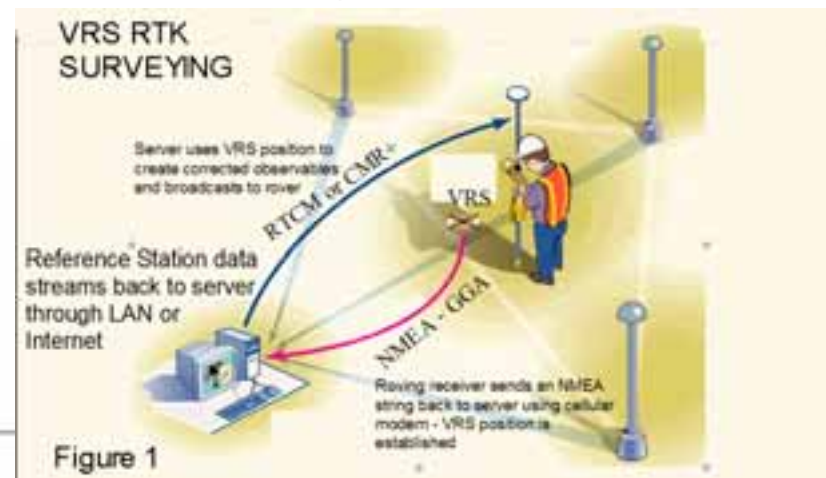 VRS RTK
SURVEYING
Server uses VRS position to
create corrected observables
and broadcasts to rover
RTCM or CMR+
VRS
Reference Station data
streams back to server
through LAN or
Internet
NMEA - GGA
Roving receiver sends an NMEA
string back to server using cellular
modem - VRS position is
established
Figure 1